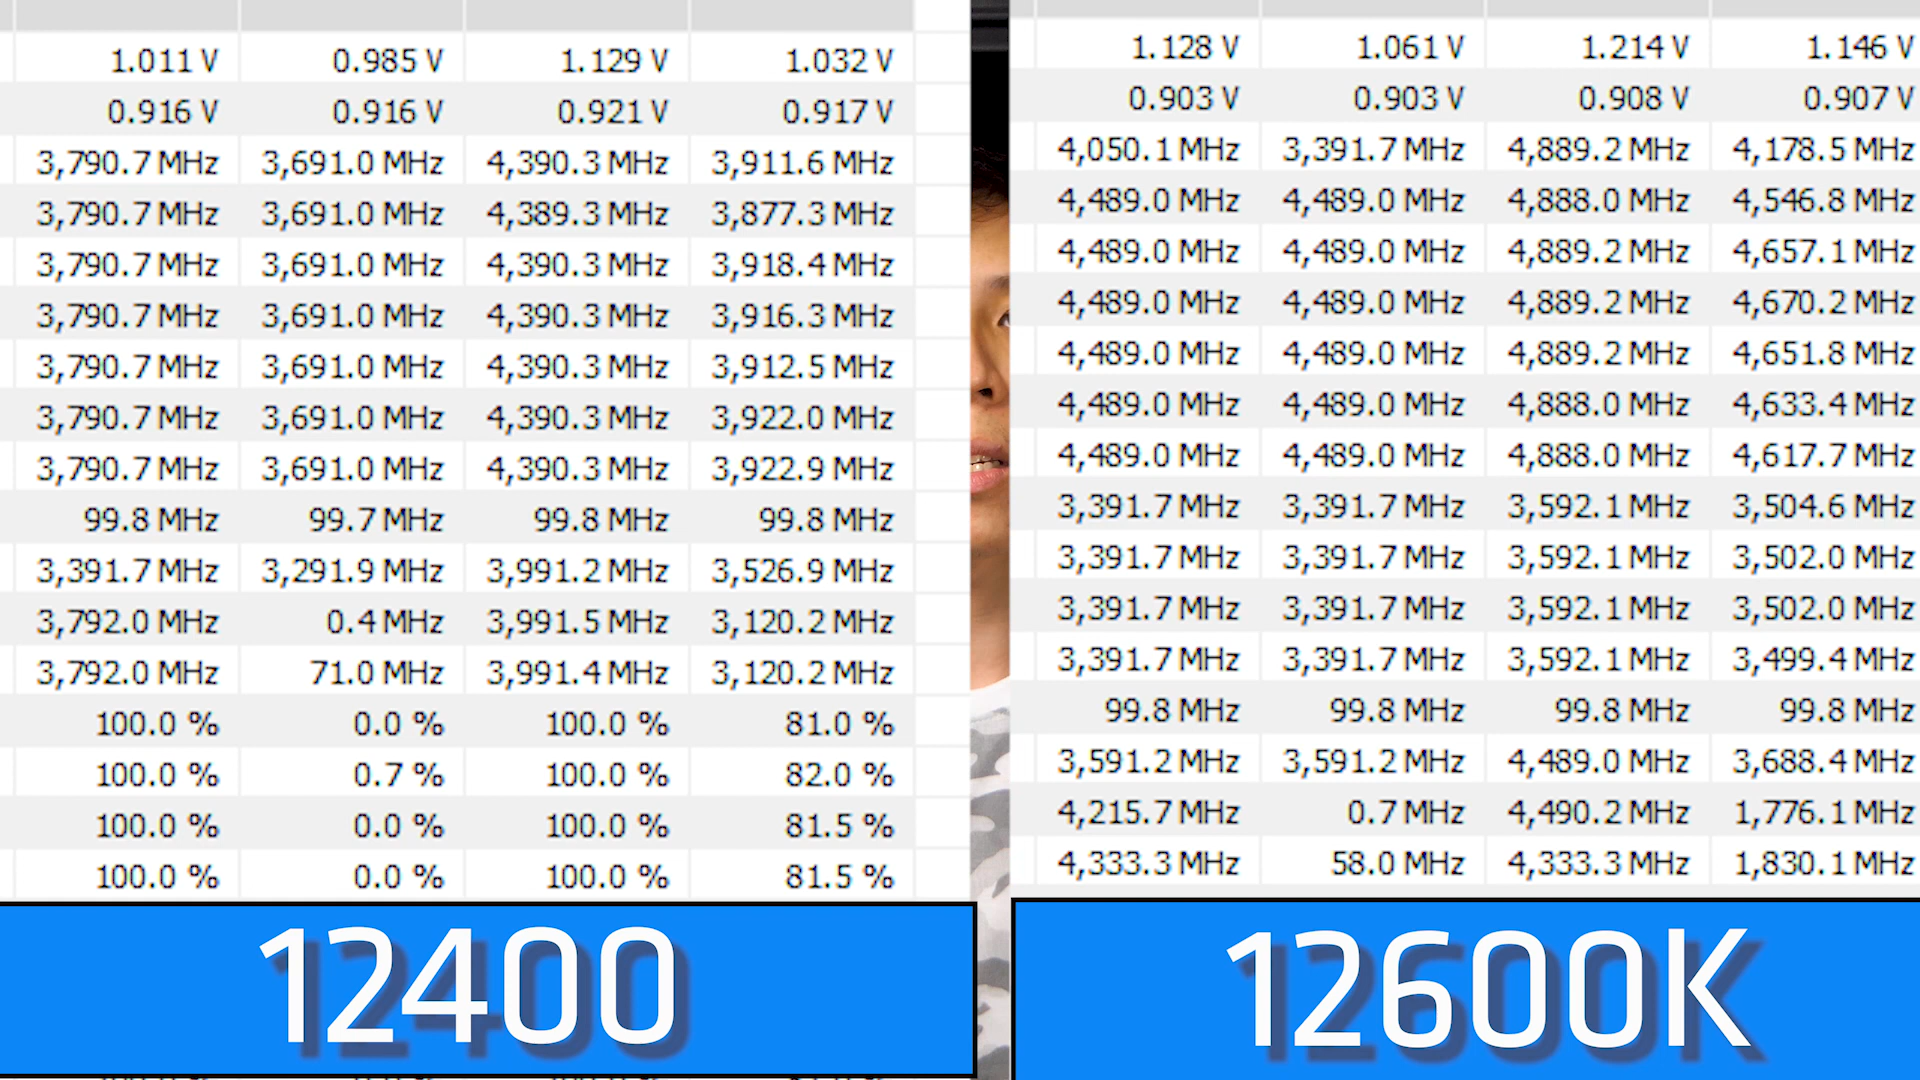 1.011 V 0.985 V 1.129 V 1.032 V
0.916 V 0.916 V 0.921 V 0.917 V
3,790.7 MHz 3,691.0 MHz 4,390.3 MHz 3,911.6 MHz
3,790.7 MHz 3,691.0 MHz 4,389.3 MHz 3,877.3 MHz
3,790.7 MHz 3,691.0 MHz 4,390.3 MHz 3,918.4 MHz
3,790.7 MHz 3,691.0 MHz 4,390.3 MHz 3,916.3 MHz
3,790.7 MHz 3,691.0 MHz 4,390.3 MHz 3,912.5 MHz
3,790.7 MHz 3,691.0 MHz 4,390.3 MHz 3,922.0 MHz
3,790.7 MHz 3,691.0 MHz 4,390.3 MHz 3,922.9 MHz
99.8 MHz 99.7 MHz 99.8 MHz 99.8 MHz
3,391.7 MHz 3,291.9 MHz 3,991.2 MHz 3,526.9 MHz
3,792.0 MHz 0.4 MHz 3,991.5 MHz 3,120.2 MHz
3,792.0 MHz 71.0 MHz 3,991.4 MHz 3,120.2 MHz
100.0 % 0.0 % 100.0 % 81.0 %
100.0 % 0.7 % 100.0 % 82.0 %
100.0 % 0.0 % 100.0 % 81.5 %
100.0 % 0.0 % 100.0 % 81.5 %
12400
1.128 V 1.061 V 1.214 V 1.146 V
0.903 V 0.903 V 0.908 V 0.907 V
4,050.1 MHz 3,391.7 MHz 4,889.2 MHz 4,178.5 MHz
4,489.0 MHz 4,489.0 MHz 4,888.0 MHz 4,546.8 MHz
4,489.0 MHz 4,489.0 MHz 4,889.2 MHz 4,657.1 MHz
4,489.0 MHz 4,489.0 MHz 4,889.2 MHz 4,670.2 MHz
4,489.0 MHz 4,489.0 MHz 4,889.2 MHz 4,651.8 MHz
4,489.0 MHz 4,489.0 MHz 4,888.0 MHz 4,633.4 MHz
4,489.0 MHz 4,489.0 MHz 4,888.0 MHz 4,617.7 MHz
3,391.7 MHz 3,391.7 MHz 3,592.1 MHz 3,504.6 MHz
3,391.7 MHz 3,391.7 MHz 3,592.1 MHz 3,502.0 MHz
3,391.7 MHz 3,391.7 MHz 3,592.1 MHz 3,502.0 MHz
3,391.7 MHz 3,391.7 MHz 3,592.1 MHz 3,499.4 MHz
99.8 MHz 99.8 MHz 99.8 MHz 99.8 MHz
3,591.2 MHz 3,591.2 MHz 4,489.0 MHz 3,688.4 MHz
4,215.7 MHz 0.7 MHz 4,490.2 MHz 1,776.1 MHz
4,333.3 MHz 58.0 MHz 4,333.3 MHz 1,830.1 MHz
12600K